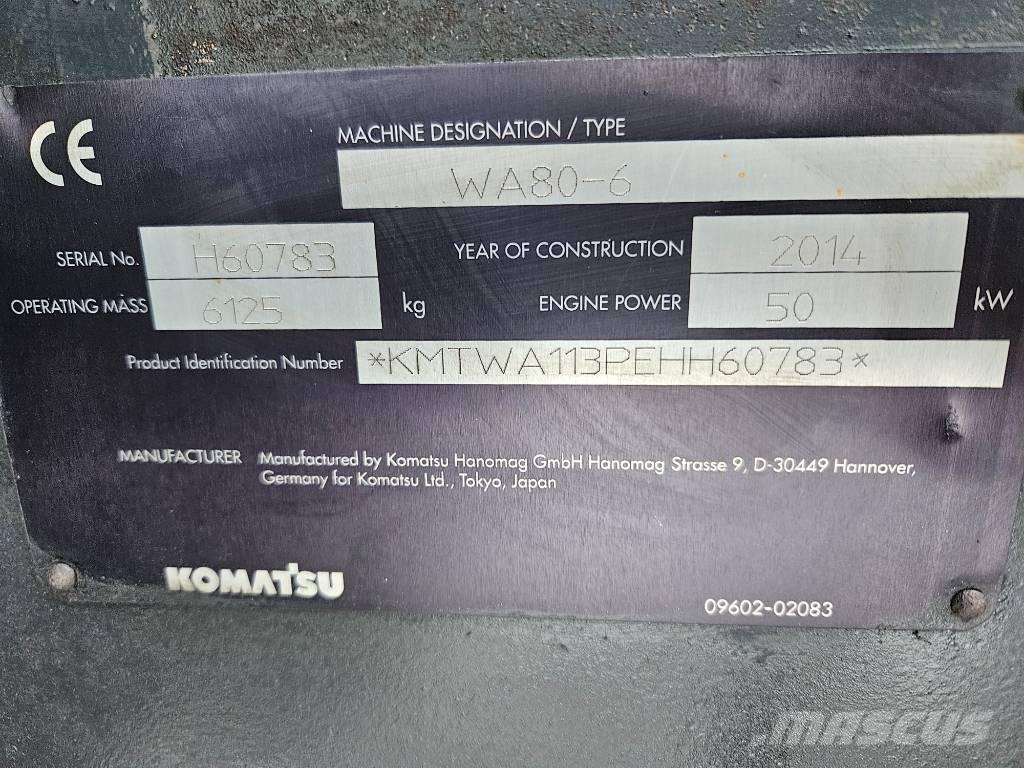 CE
MACHINE DESIGNATION / TYPE
WA80-6
SERIAL No. H60783 YEAR OF CONSTRUCTION 2014
OPERATING MASS 6125 kg ENGINE POWER 50 kW
Product Identification Number *KMTWA113PEHH60783*
MANUFACTURER Manufactured by Komatsu Hanomag GmbH Hanomag Strasse 9, D-30449 Hannover,
Germany for Komatsu Ltd., Tokyo, Japan
KOMATSU
09602-02083
MASCUS